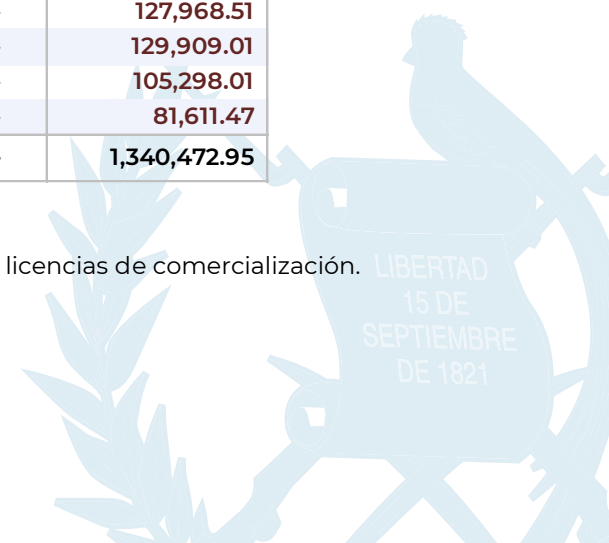 127,968.51
129,909.01
105,298.01
81,611.47
1,340,472.95
licencias de comercialización.
LIBERTAD
15 DE
SEPTIEMBRE
DE 1821